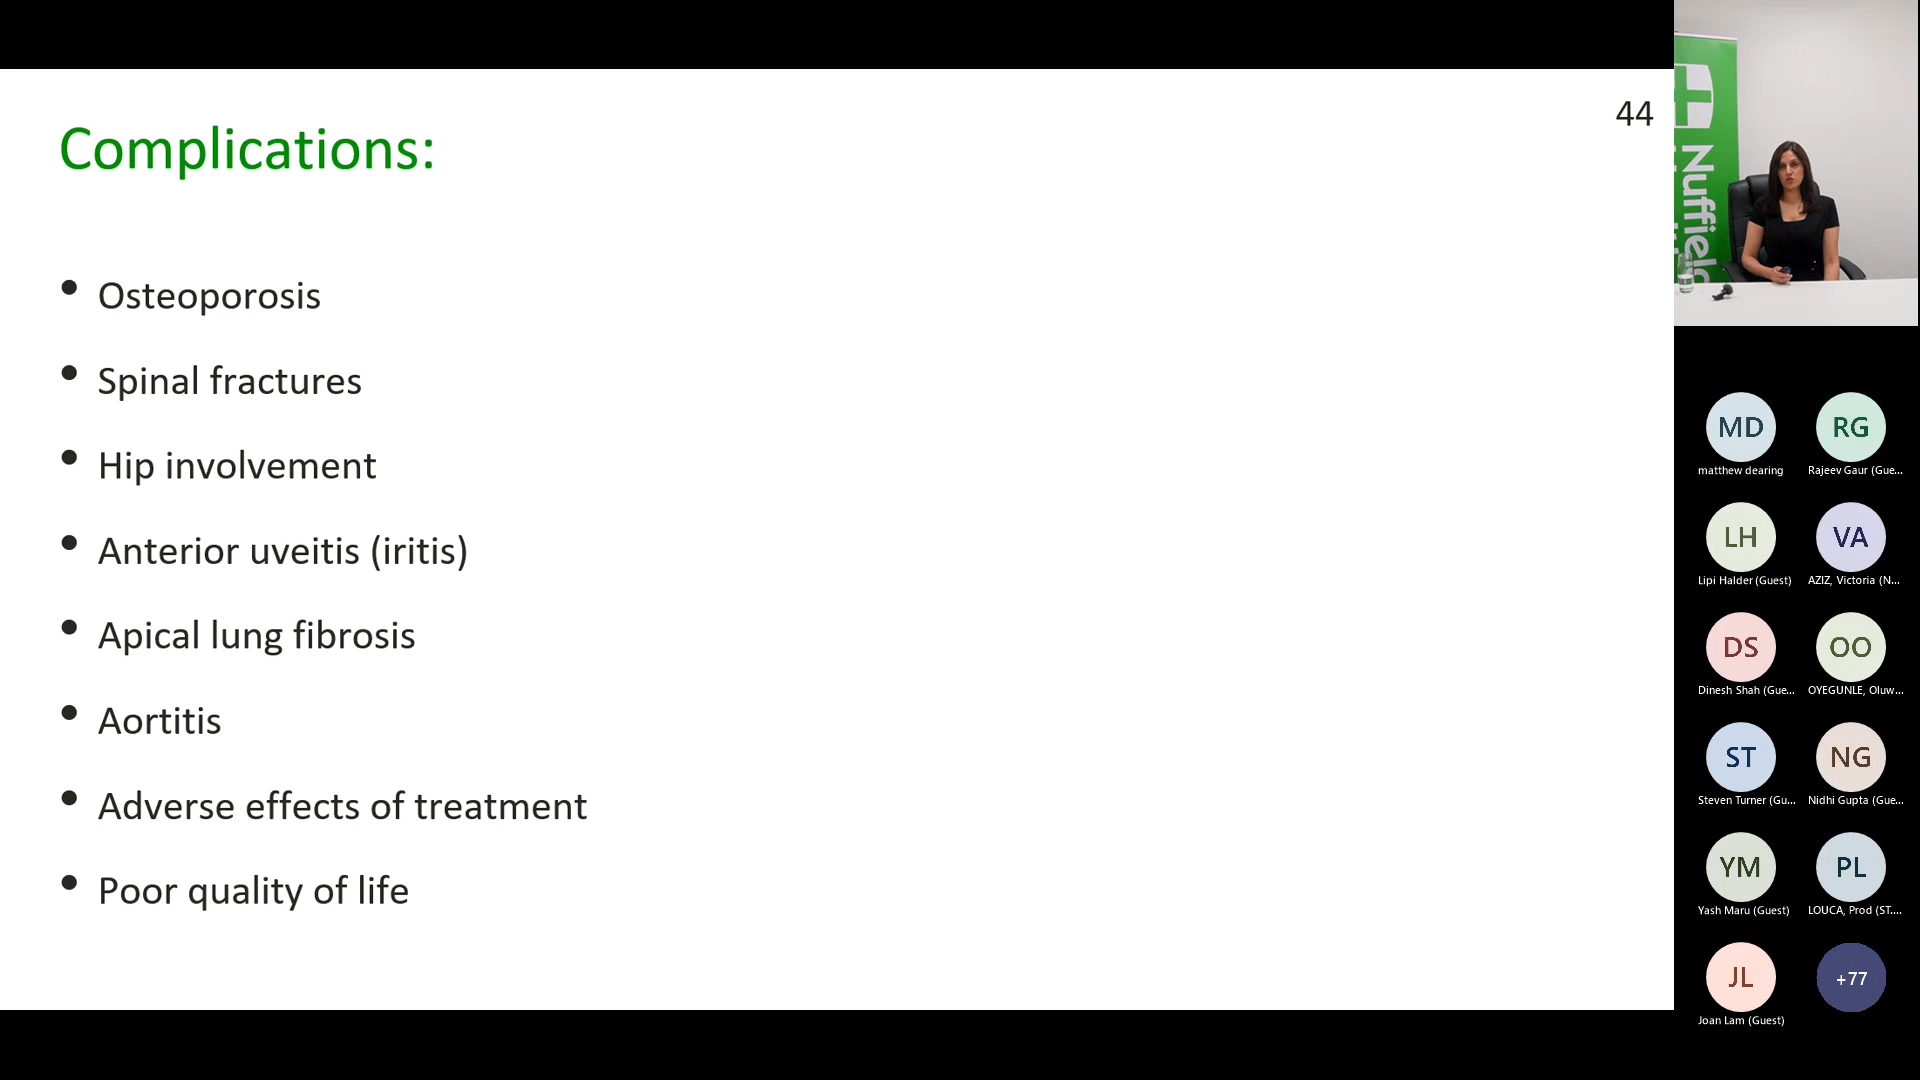 44
Complications:
• Osteoporosis
• Spinal fractures
• Hip involvement
• Anterior uveitis (iritis)
• Apical lung fibrosis
• Aortitis
• Adverse effects of treatment
• Poor quality of life
Nuffield
MD
RG
matthew dearing
Rajeev Gaur (Gue...
LH
VA
Lipi Halder (Guest)
AZIZ, Victoria (N...
DS
OO
Dinesh Shah (Gue...
OYEGUNLE, Oluw...
ST
NG
Steven Turner (Gu...
Nidhi Gupta (Gue...
YM
PL
Yash Maru (Guest)
LOUCA, Prod (ST....
JL
+77
Joan Lam (Guest)